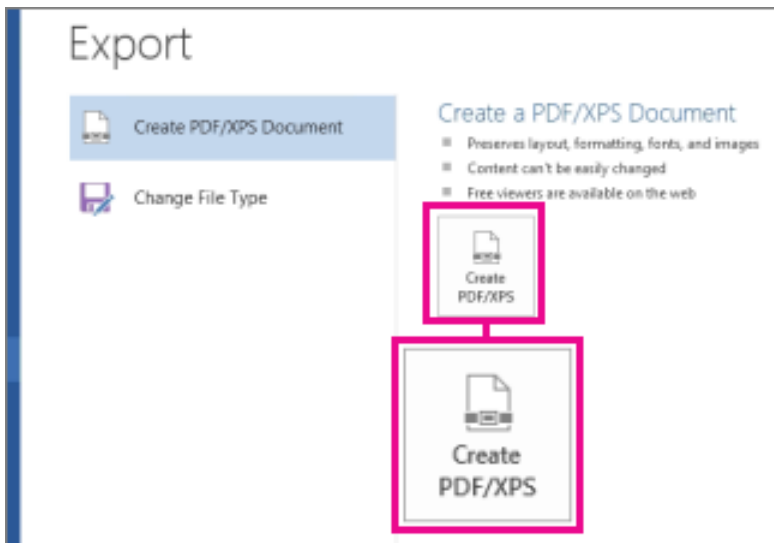 Export
Create PDF/XPS Document
Change File Type
Create a PDF/XPS Document
Preserves layout, formatting, fonts, and images
Content can't be easily changed
Free viewers are available on the web
Create
PDF/XPS
Create
PDF/XPS